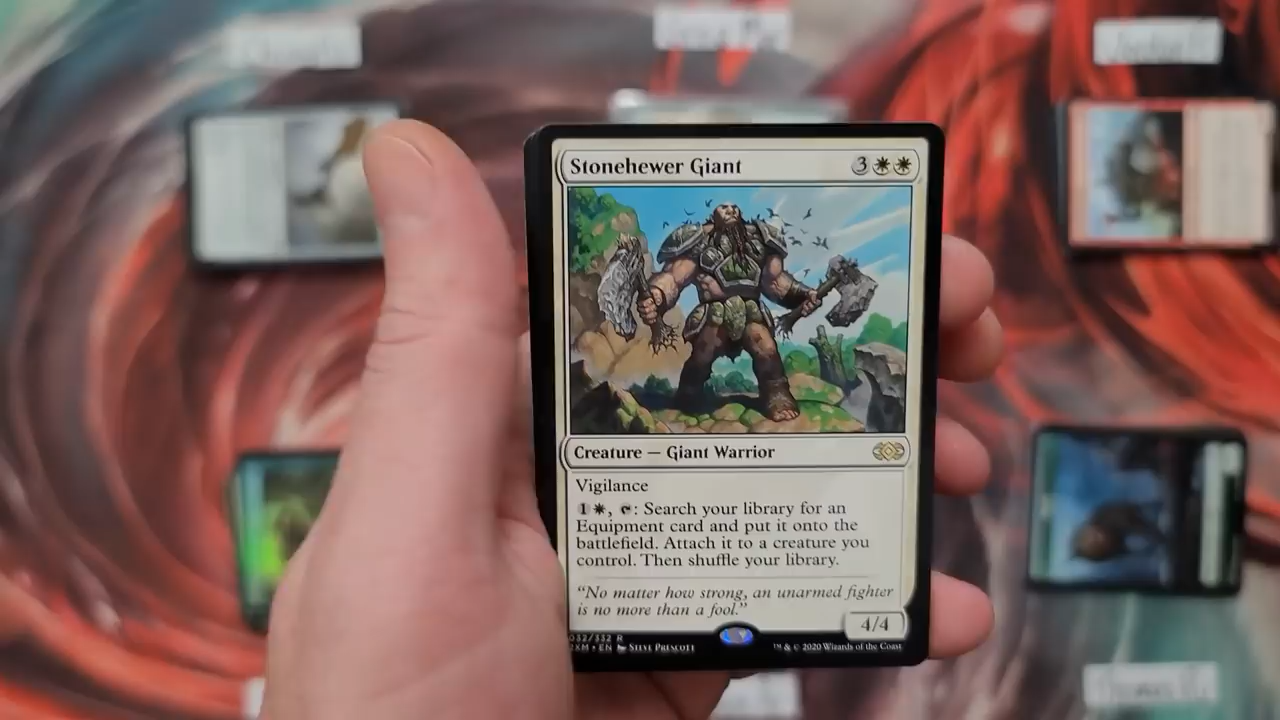 Stonehewer Giant 3
Creature — Giant Warrior
Vigilance
1, : Search your library for an
Equipment card and put it onto the
battlefield. Attach it to a creature you
control. Then shuffle your library.
“No matter how strong, an unarmed fighter
is no more than a fool.”
4/4
032/332 R
2XM • EN Steve Prescott
™ & © 2020 Wizards of the Coast